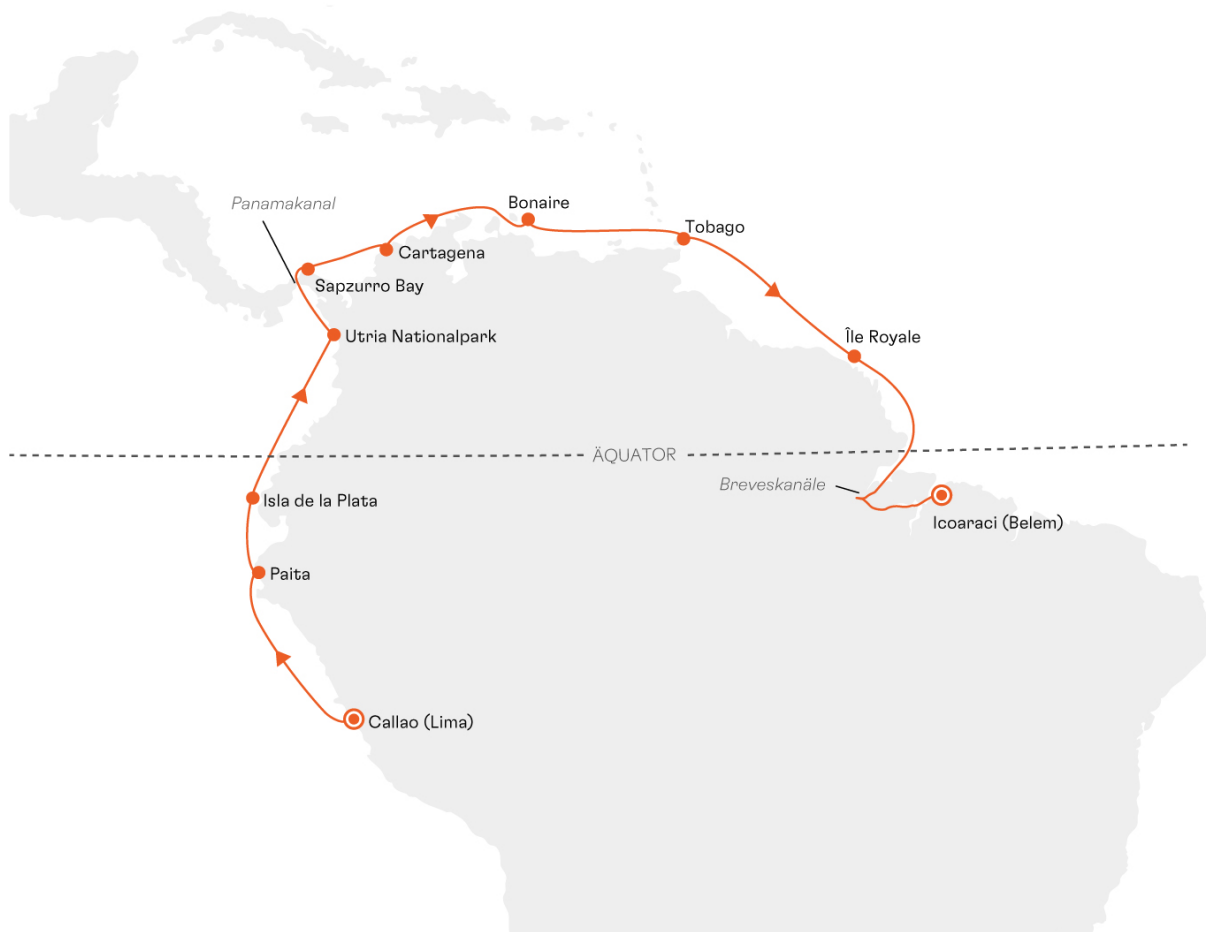 Panamakanal
Bonaire
Tobago
Cartagena
Sapzurro Bay
Utria Nationalpark
Île Royale
ÄQUATOR
Breveskanäle
Isla de la Plata
Icoaraci (Belem)
Paita
Callao (Lima)